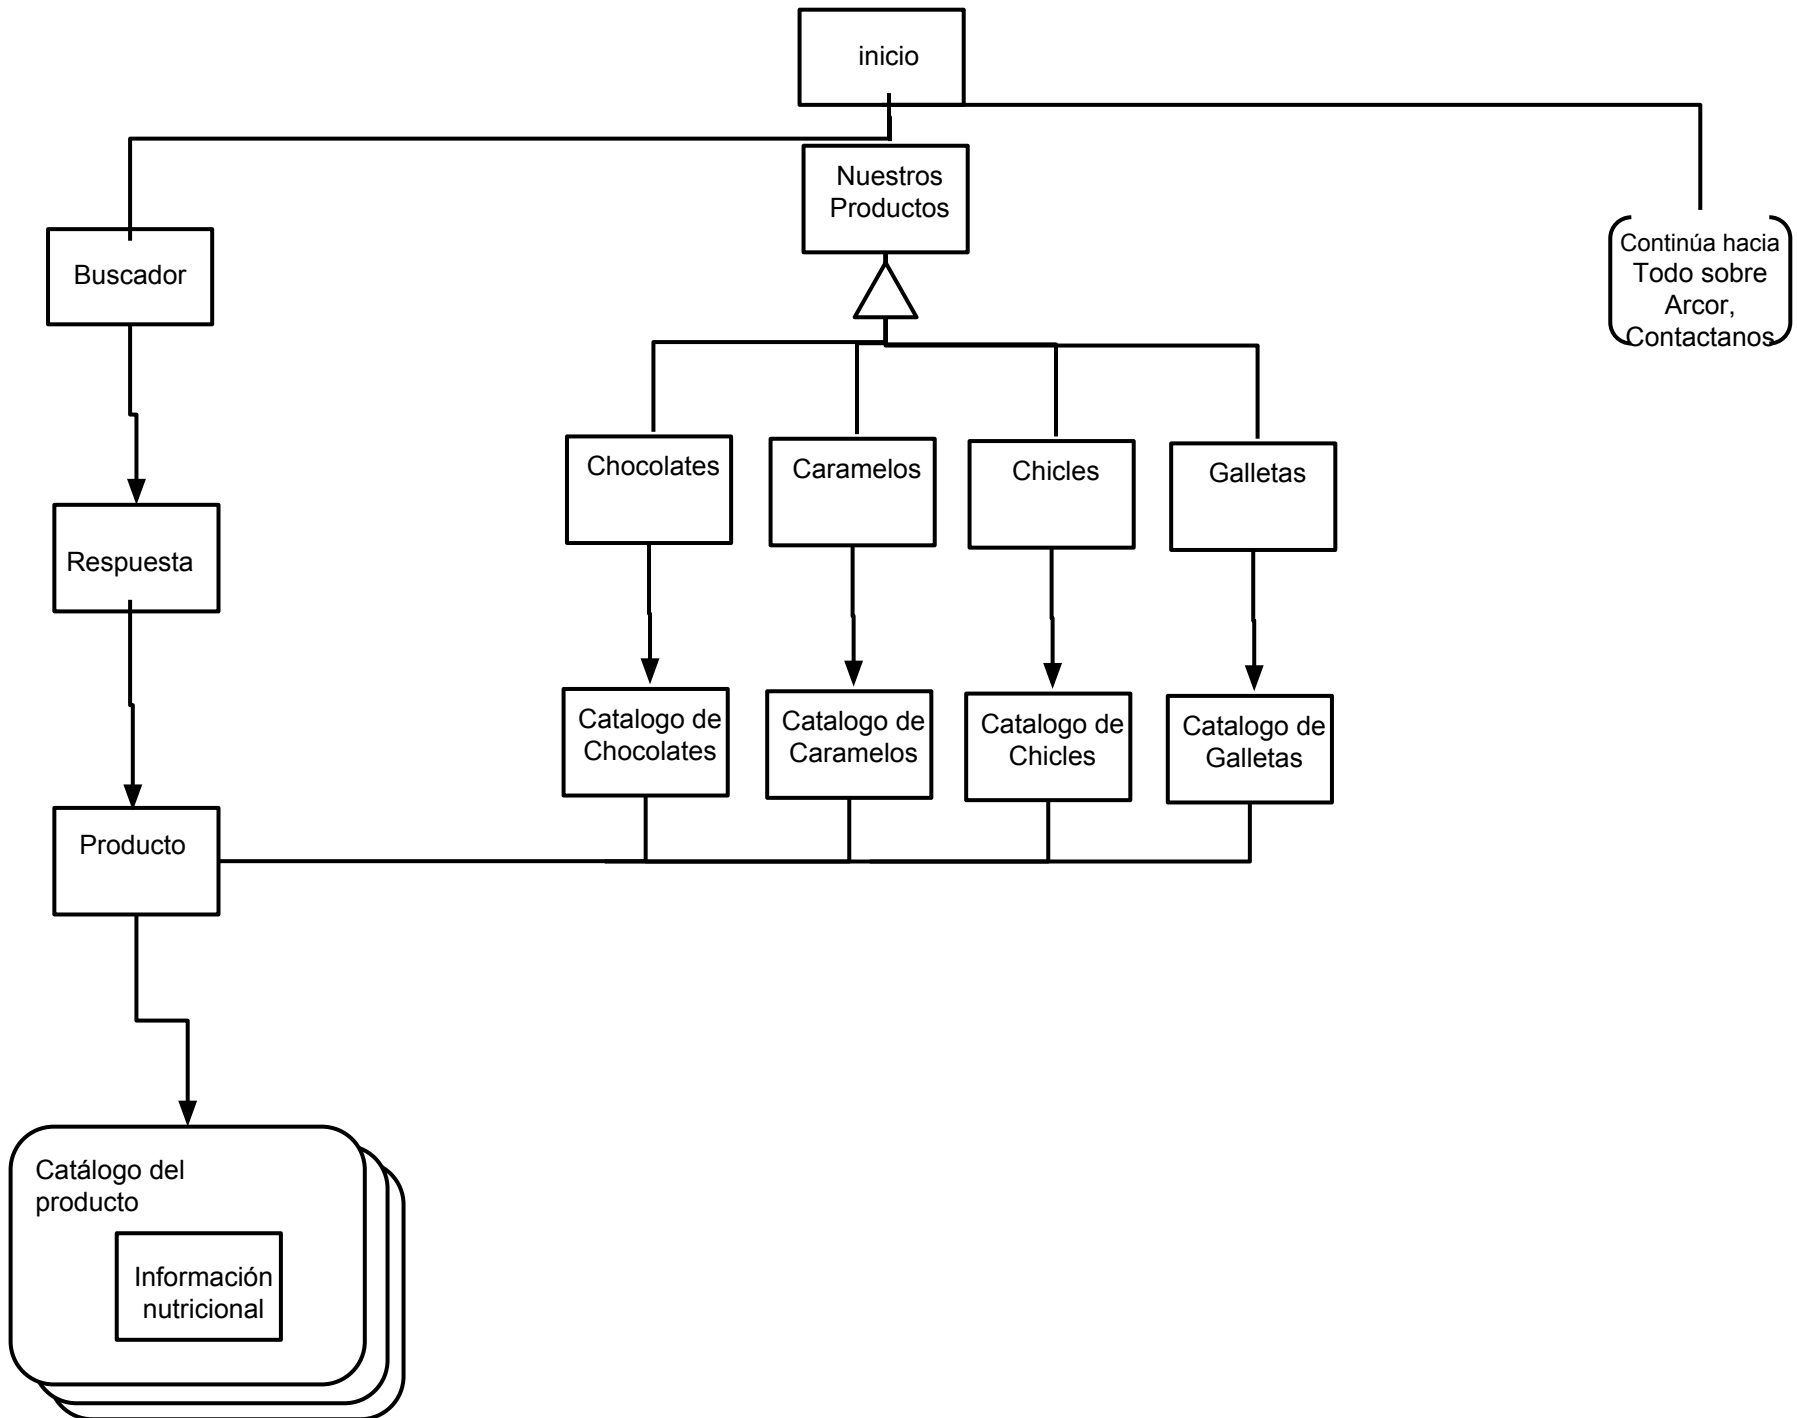 inicio
Nuestros
Productos
Continúa hacia
Todo sobre
Arcor,
Contactanos
Buscador
Chocolates
Caramelos
Chicles
Galletas
Respuesta
Catalogo de
Chocolates
Catalogo de
Caramelos
Catalogo de
Chicles
Catalogo de
Galletas
Producto
Catálogo del
producto
Información
nutricional